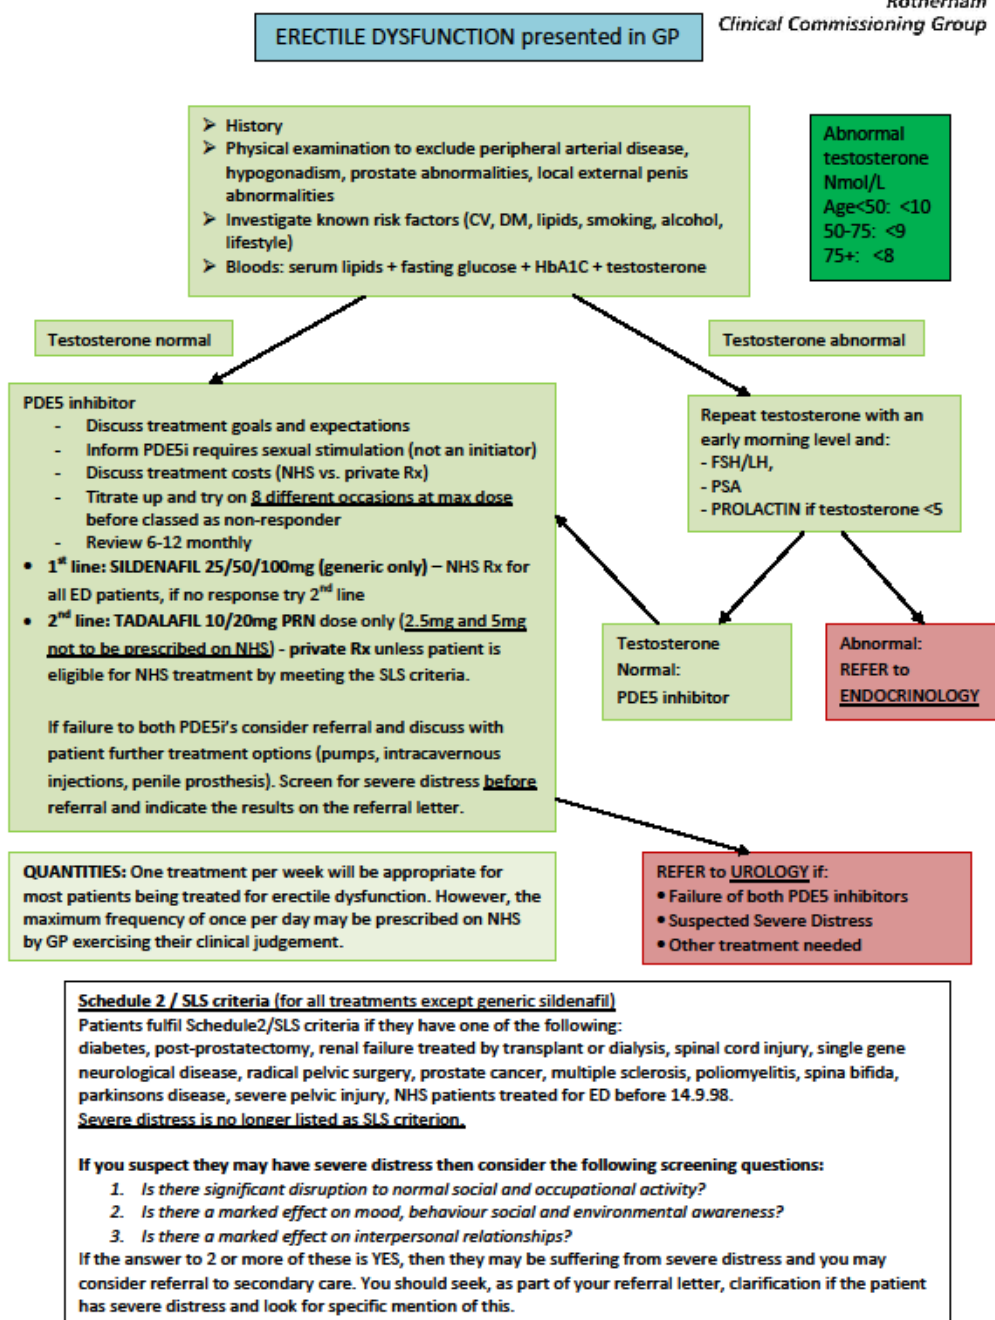 Rotherham
Clinical Commissioning Group
ERECTILE DYSFUNCTION presented in GP
➢ History
➢ Physical examination to exclude peripheral arterial disease,
hypogonadism, prostate abnormalities, local external penis
abnormalities
➢ Investigate known risk factors (CV, DM, lipids, smoking, alcohol,
lifestyle)
➢ Bloods: serum lipids + fasting glucose + HbA1C + testosterone
Abnormal
testosterone
Nmol/L
Age<50: <10
50-75: <9
75+: <8
Testosterone normal
Testosterone abnormal
PDE5 inhibitor
- Discuss treatment goals and expectations
- Inform PDE5i requires sexual stimulation (not an initiator)
- Discuss treatment costs (NHS vs. private Rx)
- Titrate up and try on 8 different occasions at max dose
before classed as non-responder
- Review 6-12 monthly
• 1st line: SILDENAFIL 25/50/100mg (generic only) – NHS Rx for
all ED patients, if no response try 2nd line
• 2nd line: TADALAFIL 10/20mg PRN dose only (2.5mg and 5mg
not to be prescribed on NHS) - private Rx unless patient is
eligible for NHS treatment by meeting the SLS criteria.
If failure to both PDE5i's consider referral and discuss with
patient further treatment options (pumps, intracavernous
injections, penile prosthesis). Screen for severe distress before
referral and indicate the results on the referral letter.
Repeat testosterone with an
early morning level and:
- FSH/LH,
- PSA
- PROLACTIN if testosterone <5
Testosterone
Normal:
PDE5 inhibitor
Abnormal:
REFER to
ENDOCRINOLOGY
QUANTITIES: One treatment per week will be appropriate for
most patients being treated for erectile dysfunction. However, the
maximum frequency of once per day may be prescribed on NHS
by GP exercising their clinical judgement.
REFER to UROLOGY if:
• Failure of both PDE5 inhibitors
• Suspected Severe Distress
• Other treatment needed
Schedule 2 / SLS criteria (for all treatments except generic sildenafil)
Patients fulfil Schedule2/SLS criteria if they have one of the following:
diabetes, post-prostatectomy, renal failure treated by transplant or dialysis, spinal cord injury, single gene
neurological disease, radical pelvic surgery, prostate cancer, multiple sclerosis, poliomyelitis, spina bifida,
parkinsons disease, severe pelvic injury, NHS patients treated for ED before 14.9.98.
Severe distress is no longer listed as SLS criterion.
If you suspect they may have severe distress then consider the following screening questions:
1. Is there significant disruption to normal social and occupational activity?
2. Is there a marked effect on mood, behaviour social and environmental awareness?
3. Is there a marked effect on interpersonal relationships?
If the answer to 2 or more of these is YES, then they may be suffering from severe distress and you may
consider referral to secondary care. You should seek, as part of your referral letter, clarification if the patient
has severe distress and look for specific mention of this.